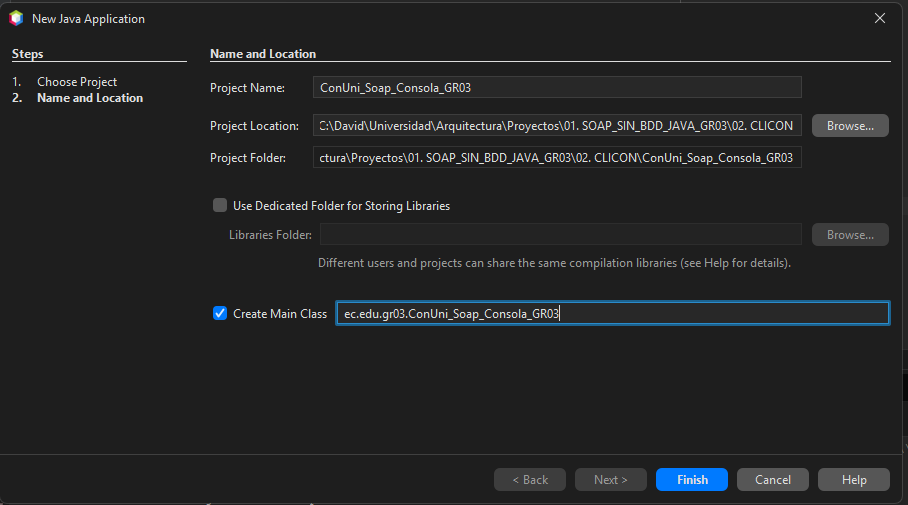 New Java Application
Steps
1. Choose Project
2. Name and Location
Name and Location
Project Name: ConUni_Soap_Consola_GR03
Project Location: C:\David\Universidad\Arquitectura\Proyectos\01. SOAP_SIN_BDD_JAVA_GR03\02. CLICON Browse...
Project Folder: ctura\Proyectos\01. SOAP_SIN_BDD_JAVA_GR03\02. CLICON\ConUni_Soap_Consola_GR03
Use Dedicated Folder for Storing Libraries
Libraries Folder: Browse...
Different users and projects can share the same compilation libraries (see Help for details).
Create Main Class ec.edu.gr03.ConUni_Soap_Consola_GR03
< Back Next > Finish Cancel Help